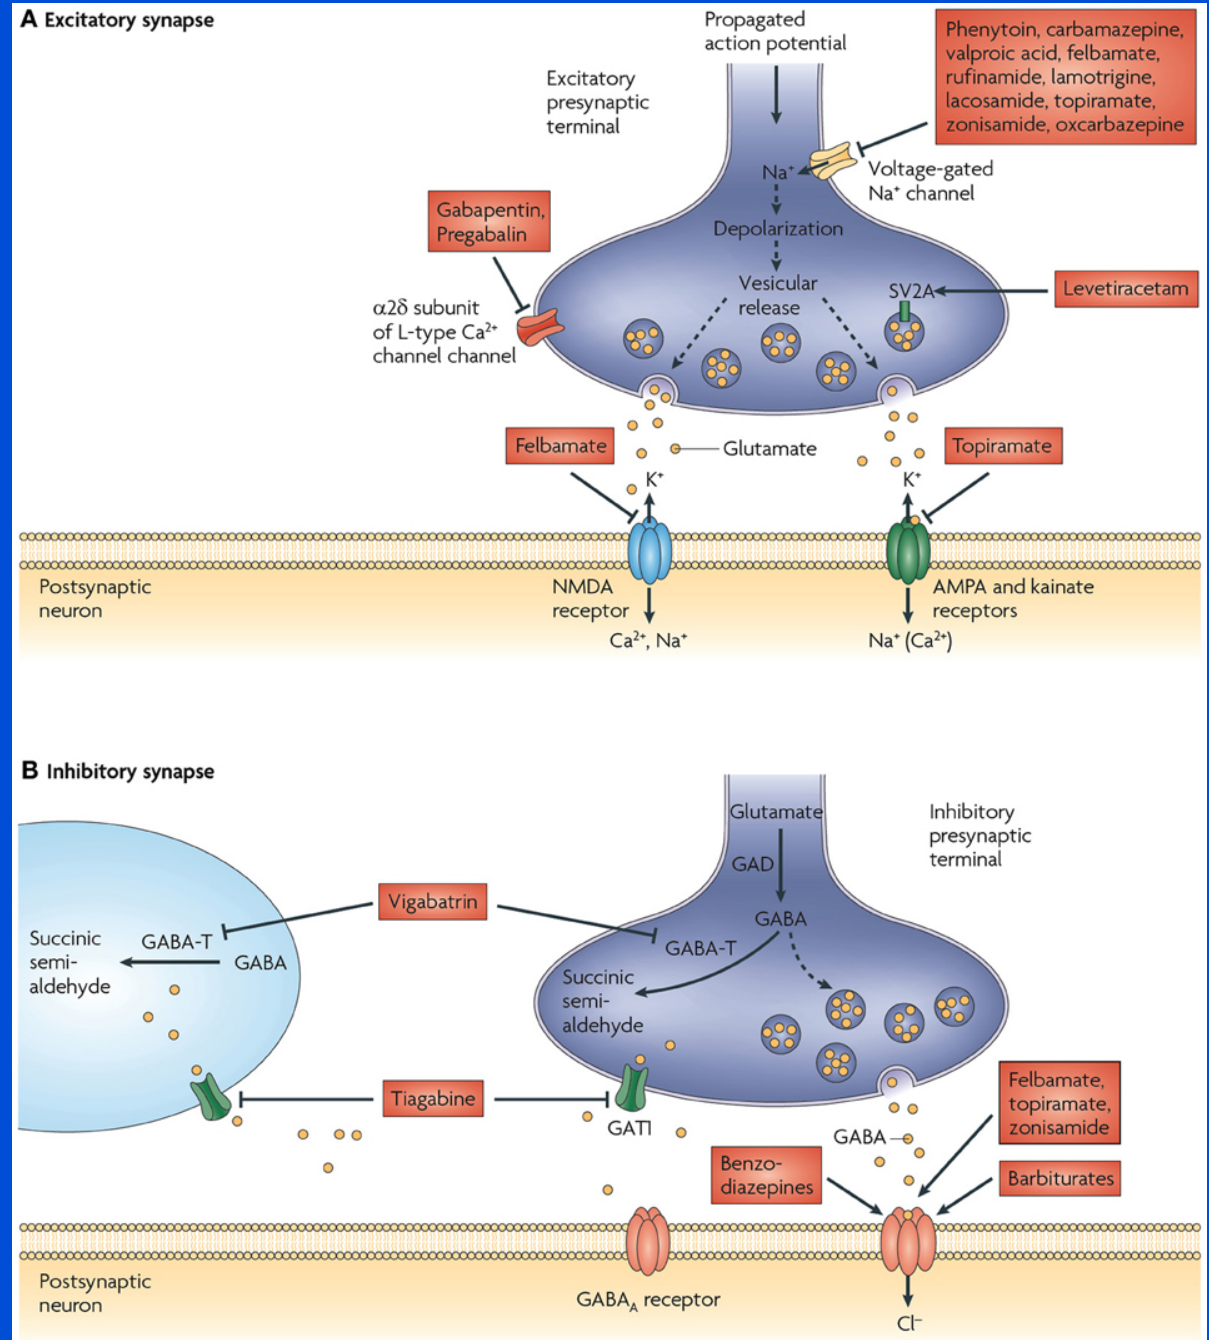 A Excitatory synapse
Propagated
action potential
Phenytoin, carbamazepine,
valproic acid, felbamate,
rufinamide, lamotrigine,
lacosamide, topiramate,
zonisamide, oxcarbazepine
Excitatory
presynaptic
terminal
Na⁺
Voltage-gated
Na⁺ channel
Gabapentin,
Pregabalin
Depolarization
Vesicular
release
SV2A
Levetiracetam
α2δ subunit
of L-type Ca²⁺
channel channel
Felbamate
Glutamate
Topiramate
K⁺
K⁺
Postsynaptic
neuron
NMDA
receptor
Ca²⁺, Na⁺
AMPA and kainate
receptors
Na⁺ (Ca²⁺)
B Inhibitory synapse
Glutamate
Inhibitory
presynaptic
terminal
GAD
Vigabatrin
GABA
Succinic
semi-
aldehyde
GABA-T
GABA
GABA-T
Succinic
semi-
aldehyde
Tiagabine
GAT1
Felbamate,
topiramate,
zonisamide
GABA
Benzo-
diazepines
Barbiturates
Postsynaptic
neuron
GABA_A receptor
Cl⁻